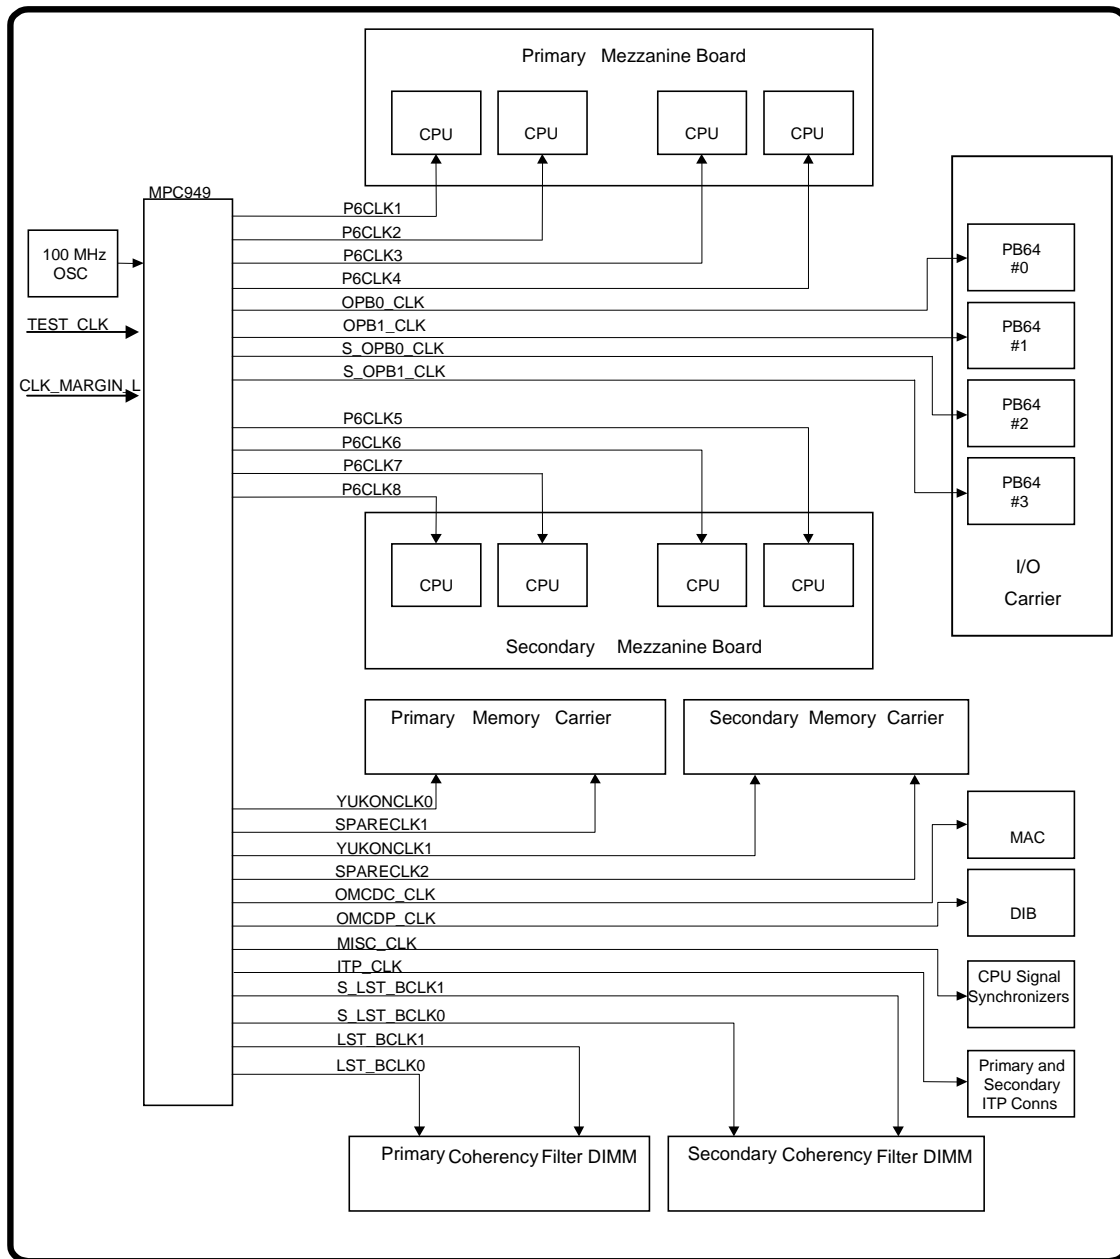 Primary Mezzanine Board
CPU
CPU
CPU
CPU
MPC949
100 MHz
OSC
TEST_CLK
CLK_MARGIN_L
P6CLK1
P6CLK2
P6CLK3
P6CLK4
OPB0_CLK
OPB1_CLK
S_OPB0_CLK
S_OPB1_CLK
P6CLK5
P6CLK6
P6CLK7
P6CLK8
PB64
#0
PB64
#1
PB64
#2
PB64
#3
I/O
Carrier
CPU
CPU
CPU
CPU
Secondary Mezzanine Board
Primary Memory Carrier
Secondary Memory Carrier
YUKONCLK0
SPARECLK1
YUKONCLK1
SPARECLK2
OMCDC_CLK
OMCDP_CLK
MISC_CLK
ITP_CLK
S_LST_BCLK1
S_LST_BCLK0
LST_BCLK1
LST_BCLK0
MAC
DIB
CPU Signal
Synchronizers
Primary and
Secondary
ITP Conns
Primary Coherency Filter DIMM
Secondary Coherency Filter DIMM